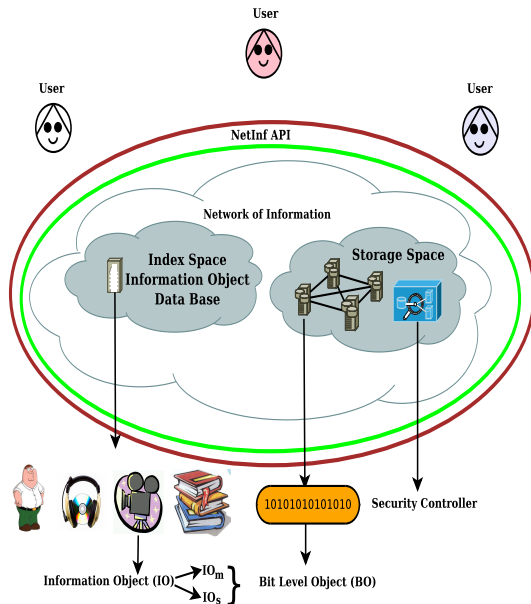 User
User
User
NetInf API
Network of Information
Index Space
Information Object
Data Base
Storage Space
10101010101010
Security Controller
Information Object (IO)
IOm
IOs
}
Bit Level Object (BO)